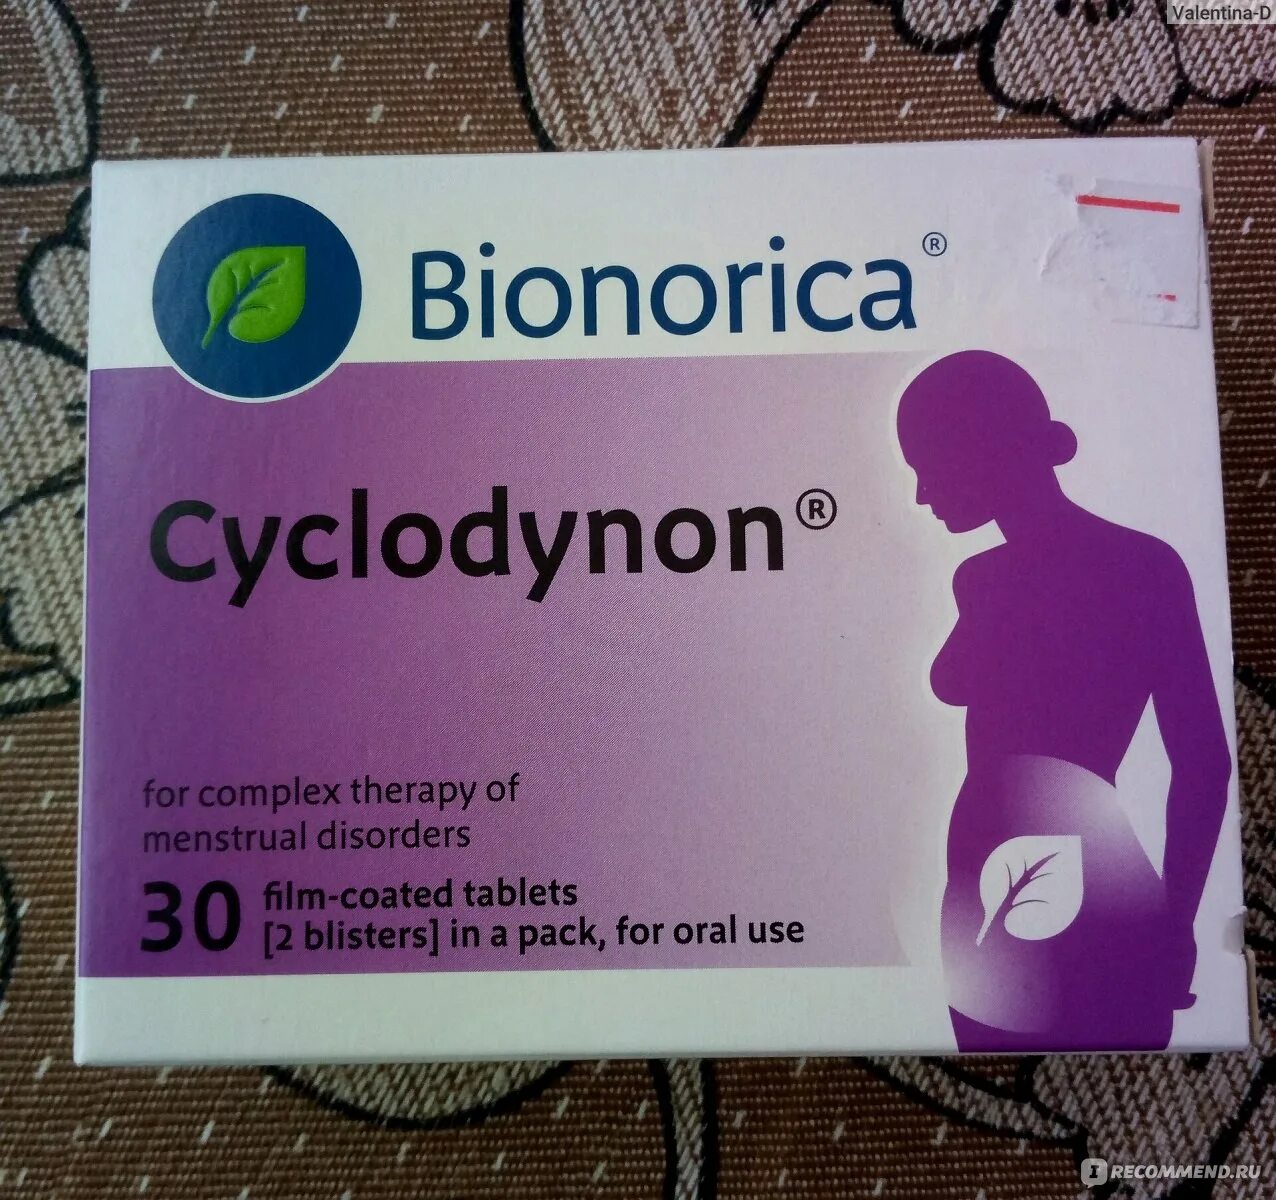 Valentina-D
Bionorica®
Cyclodynon®
for complex therapy of
menstrual disorders
30 film-coated tablets
[2 blisters] in a pack, for oral use
IRECOMMEND.RU